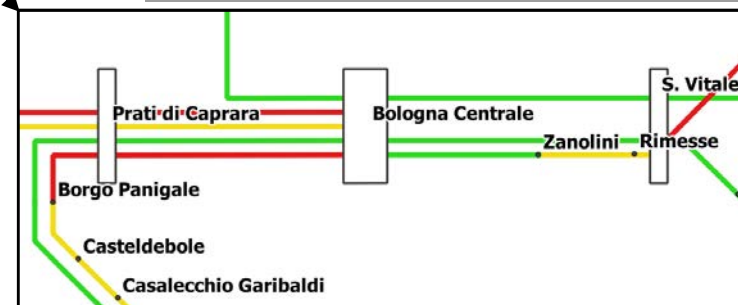 S. Vitale
Prati di Caprara
Bologna Centrale
Zanolini
Rimesse
Borgo Panigale
Casteldebole
Casalecchio Garibaldi